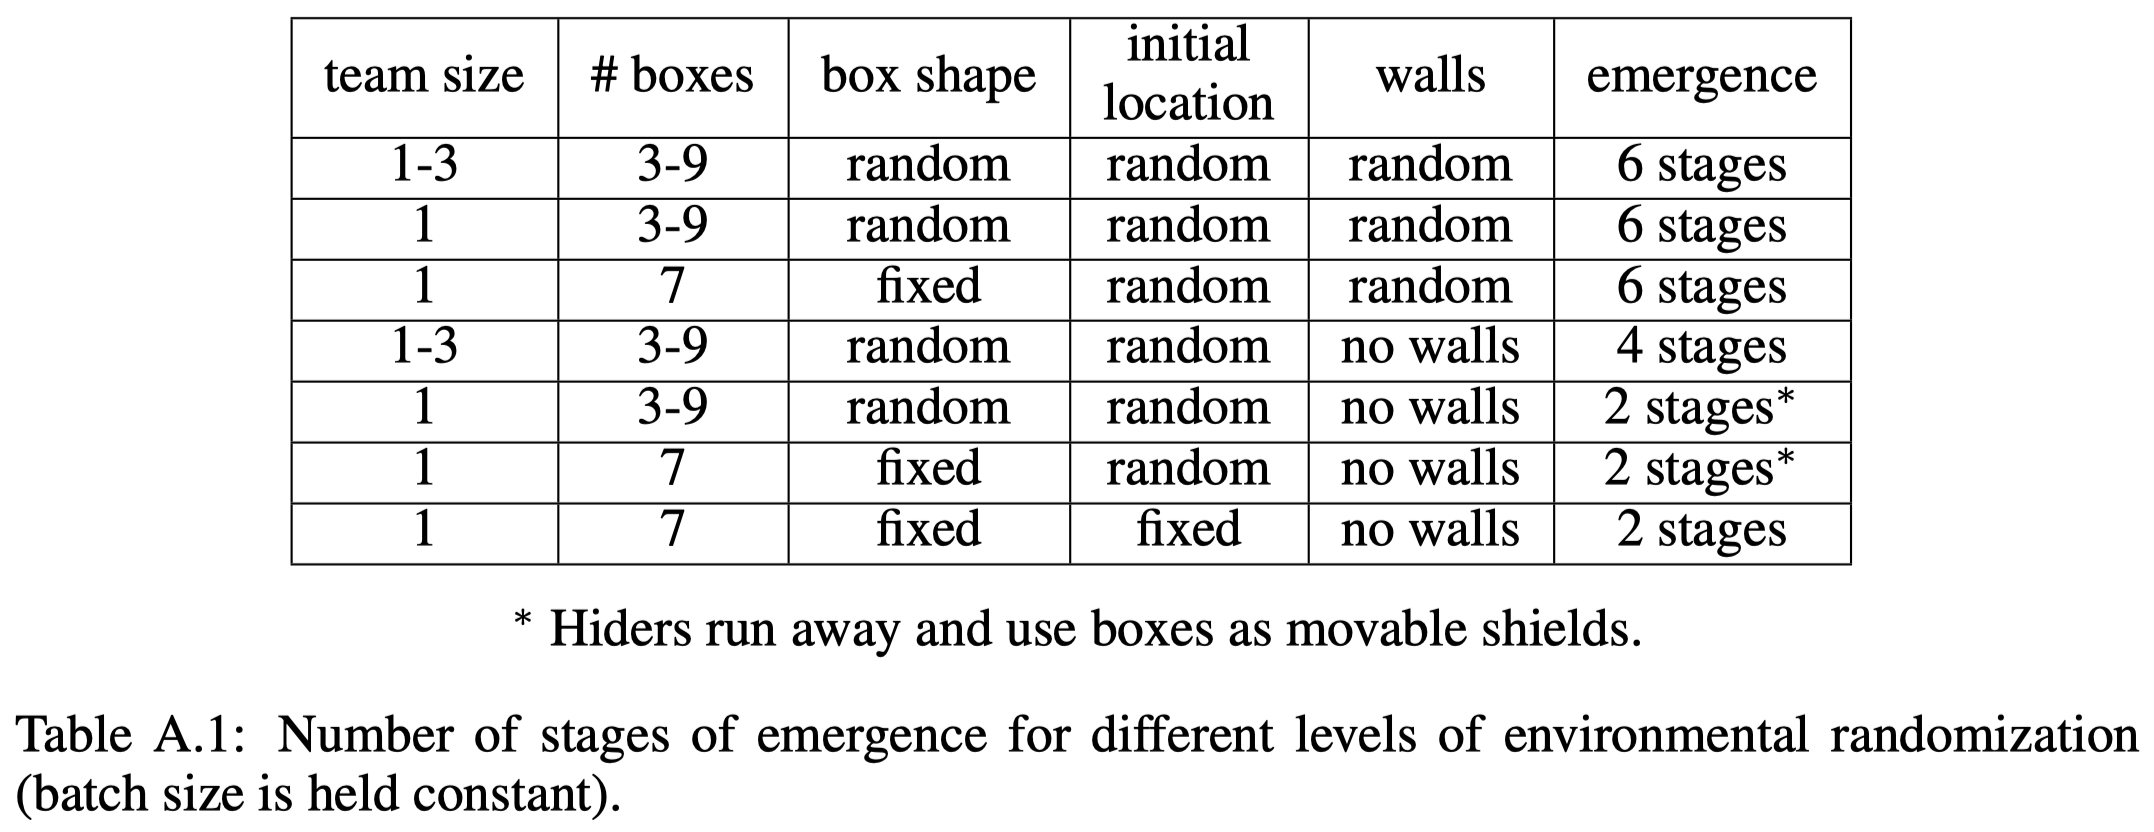 team size # boxes box shape initial location walls emergence
1-3 3-9 random random random 6 stages
1 3-9 random random random 6 stages
1 7 fixed random random 6 stages
1-3 3-9 random random no walls 4 stages
1 3-9 random random no walls 2 stages*
1 7 fixed random no walls 2 stages*
1 7 fixed fixed no walls 2 stages
* Hiders run away and use boxes as movable shields.
Table A.1: Number of stages of emergence for different levels of environmental randomization
(batch size is held constant).